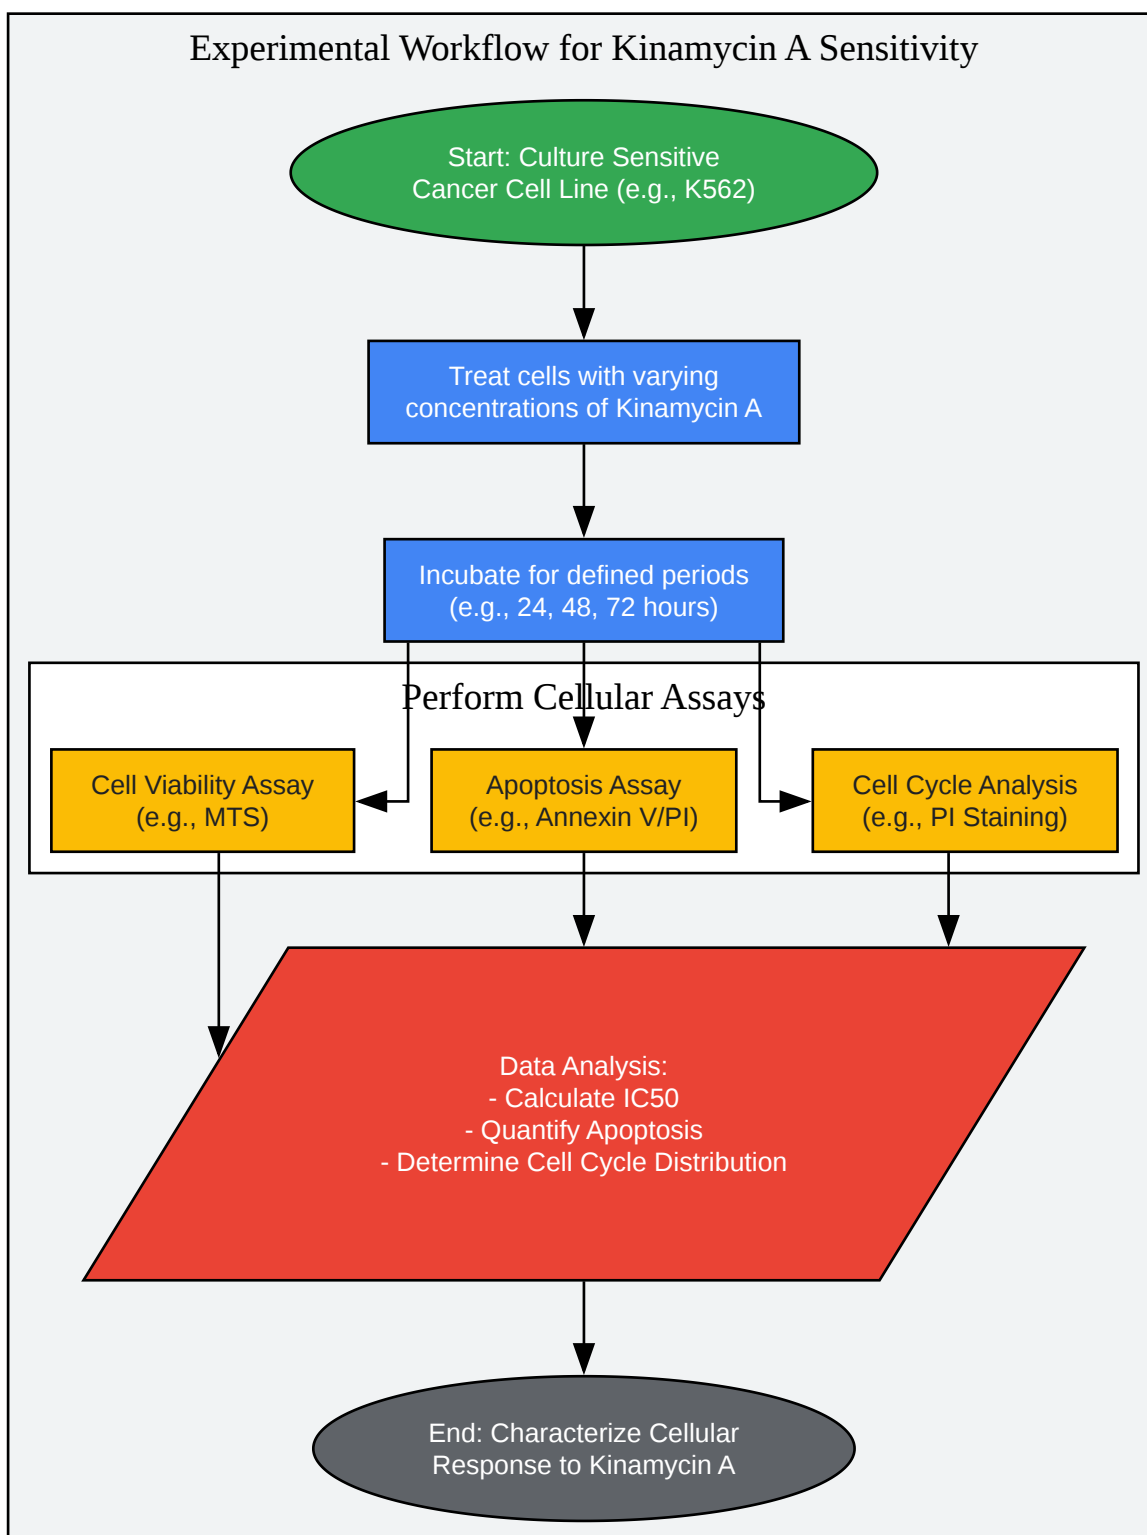 Experimental Workflow for Kinamycin A Sensitivity
Start: Culture Sensitive
Cancer Cell Line (e.g., K562)
Treat cells with varying
concentrations of Kinamycin A
Incubate for defined periods
(e.g., 24, 48, 72 hours)
Perform Cellular Assays
Cell Viability Assay
(e.g., MTS)
Apoptosis Assay
(e.g., Annexin V/PI)
Cell Cycle Analysis
(e.g., PI Staining)
Data Analysis:
- Calculate IC50
- Quantify Apoptosis
- Determine Cell Cycle Distribution
End: Characterize Cellular
Response to Kinamycin A